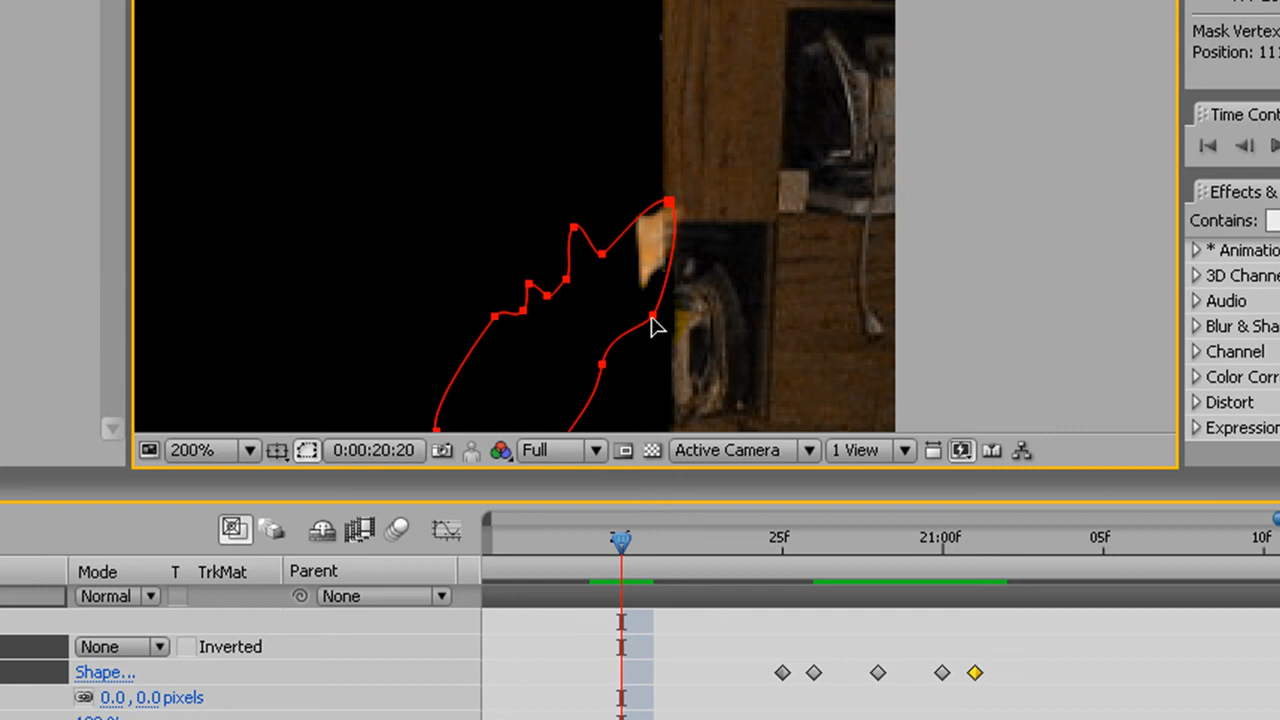 Mask Vertex
Position: 11
Time Cont
Effects &
Contains:
* Animatio
3D Channe
Audio
Blur & Sha
Channel
Color Corr
Distort
Expression
200%
0:00:20:20
Full
Active Camera
1 View
25f
21:00f
05f
10f
Mode
T
TrkMat
Parent
Normal
None
None
Inverted
Shape...
0.0 , 0.0 pixels